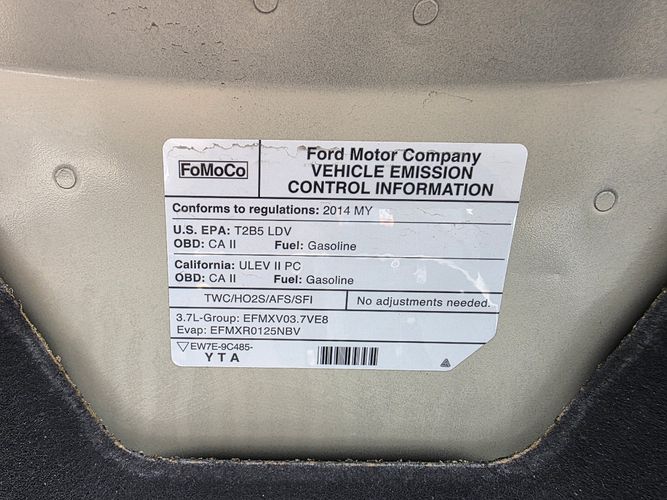 FoMoCo
Ford Motor Company
VEHICLE EMISSION
CONTROL INFORMATION
Conforms to regulations: 2014 MY
U.S. EPA: T2B5 LDV
OBD: CA II Fuel: Gasoline
California: ULEV II PC
OBD: CA II Fuel: Gasoline
TWC/HO2S/AFS/SFI No adjustments needed.
3.7L-Group: EFMXV03.7VE8
Evap: EFMXR0125NBV
EW7E-9C485-
YTA